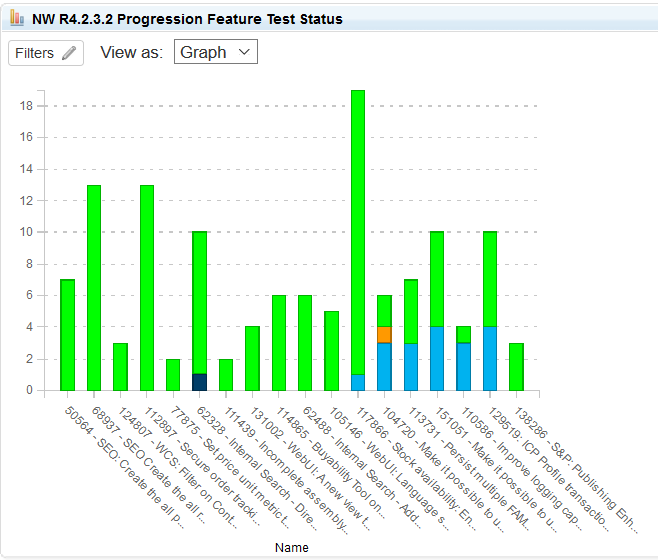 NW R4.2.3.2 Progression Feature Test Status
Filters
View as:
Graph
18
16
14
12
10
8
6
4
2
0
50564 - SEO: Create the all p...
68937 - SEOCreate the all r...
124807 - WCS: Filler on Cont...
112897 - Secure order tracki...
77875 - Set price unit metric t...
62328 - Internal Search - Dire...
111439 - Incomplete assembly...
131002 - WebUI: A new view t...
114865 - Buyability Tool on...
62488 - Internal Search - Add...
105146 - WebUI: Language s...
117866 - Stock availability: En...
104720 - Make it possible to u...
113731 - Persist multiple FAM...
151051 - Make it possible to u...
110586 - Improve logging cap...
129519: ICP Profile transactio...
138286 - S&P: Publishing Enh...
Name